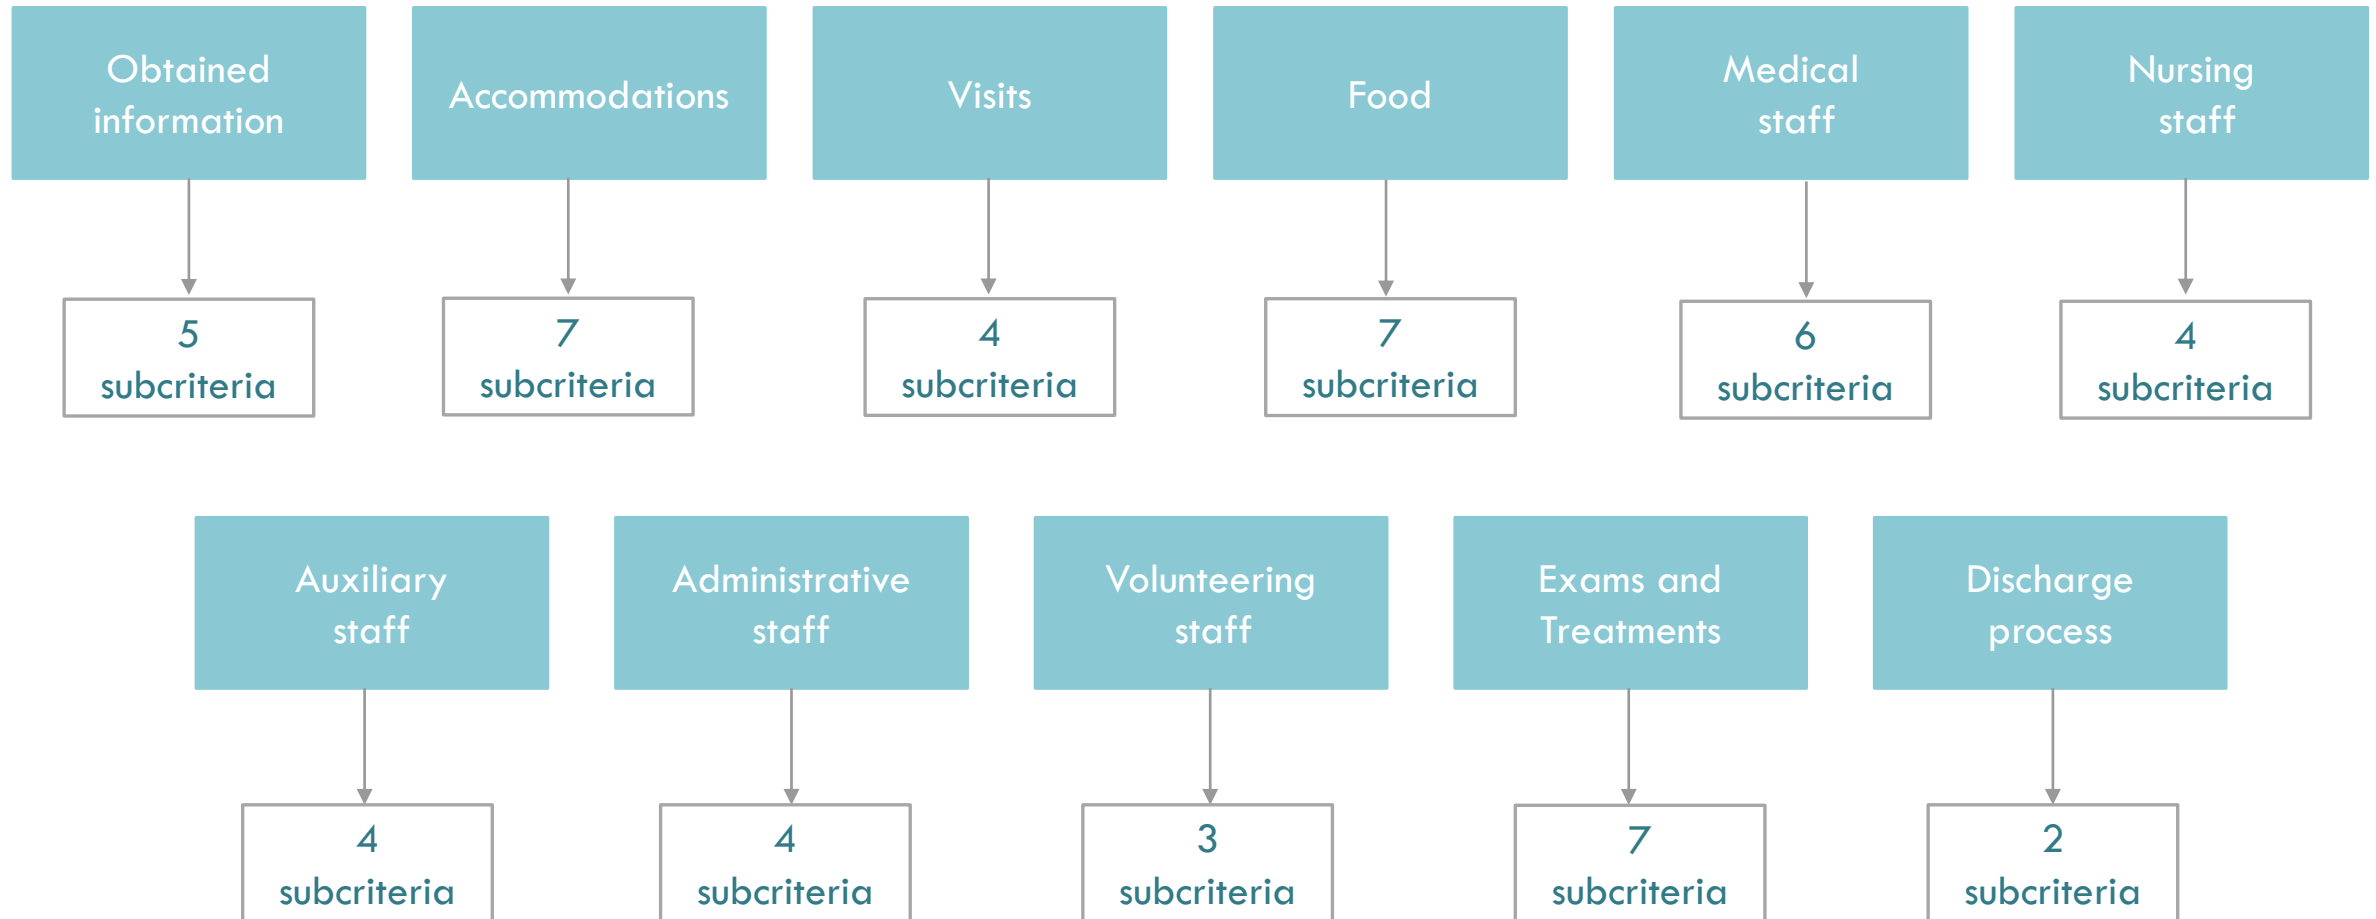 Obtained
information
Accommodations
Visits
Food
Medical
staff
Nursing
staff
5
subcriteria
7
subcriteria
4
subcriteria
7
subcriteria
6
subcriteria
4
subcriteria
Auxiliary
staff
Administrative
staff
Volunteering
staff
Exams and
Treatments
Discharge
process
4
subcriteria
4
subcriteria
3
subcriteria
7
subcriteria
2
subcriteria